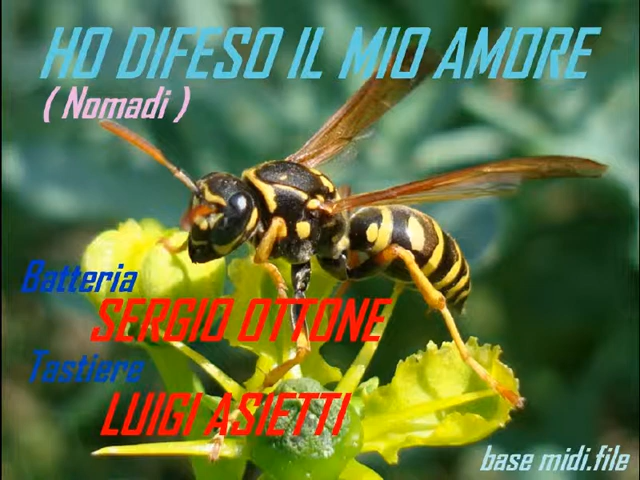 HO DIFESO IL MIO AMORE
( Nomadi )
Batteria
SERGIO OTTONE
Tastiere
LUIGI ASIETTI
base midi.file